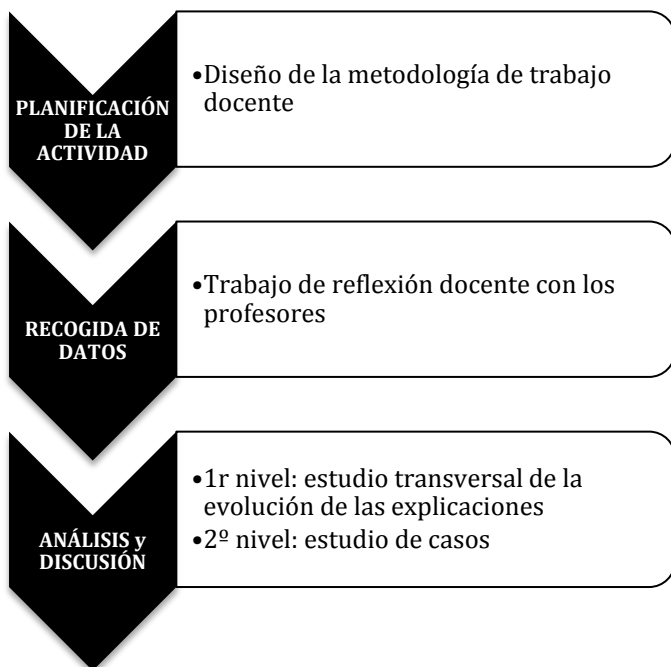 PLANIFICACIÓN
DE LA
ACTIVIDAD
•Diseño de la metodología de trabajo
docente
RECOGIDA DE
DATOS
•Trabajo de reflexión docente con los
profesores
ANÁLISIS y
DISCUSIÓN
•1r nivel: estudio transversal de la
evolución de las explicaciones
•2º nivel: estudio de casos